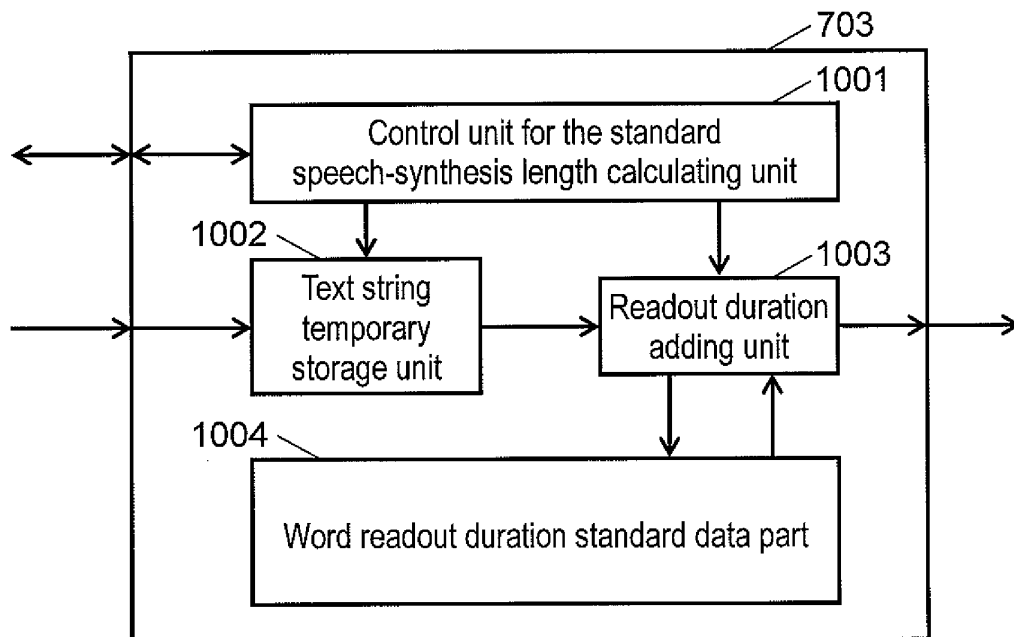 703
1001
Control unit for the standard
speech-synthesis length calculating unit
1002
Text string
temporary
storage unit
1003
Readout duration
adding unit
1004
Word readout duration standard data part